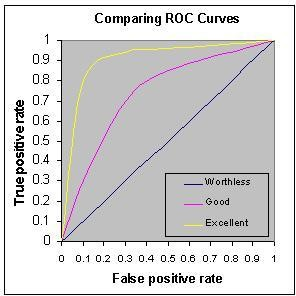 Comparing ROC Curves
True positive rate
1
0.9
0.8
0.7
0.6
0.5
0.4
0.3
0.2
0.1
0
0 0.1 0.2 0.3 0.4 0.5 0.6 0.7 0.8 0.9 1
False positive rate
Worthless
Good
Excellent